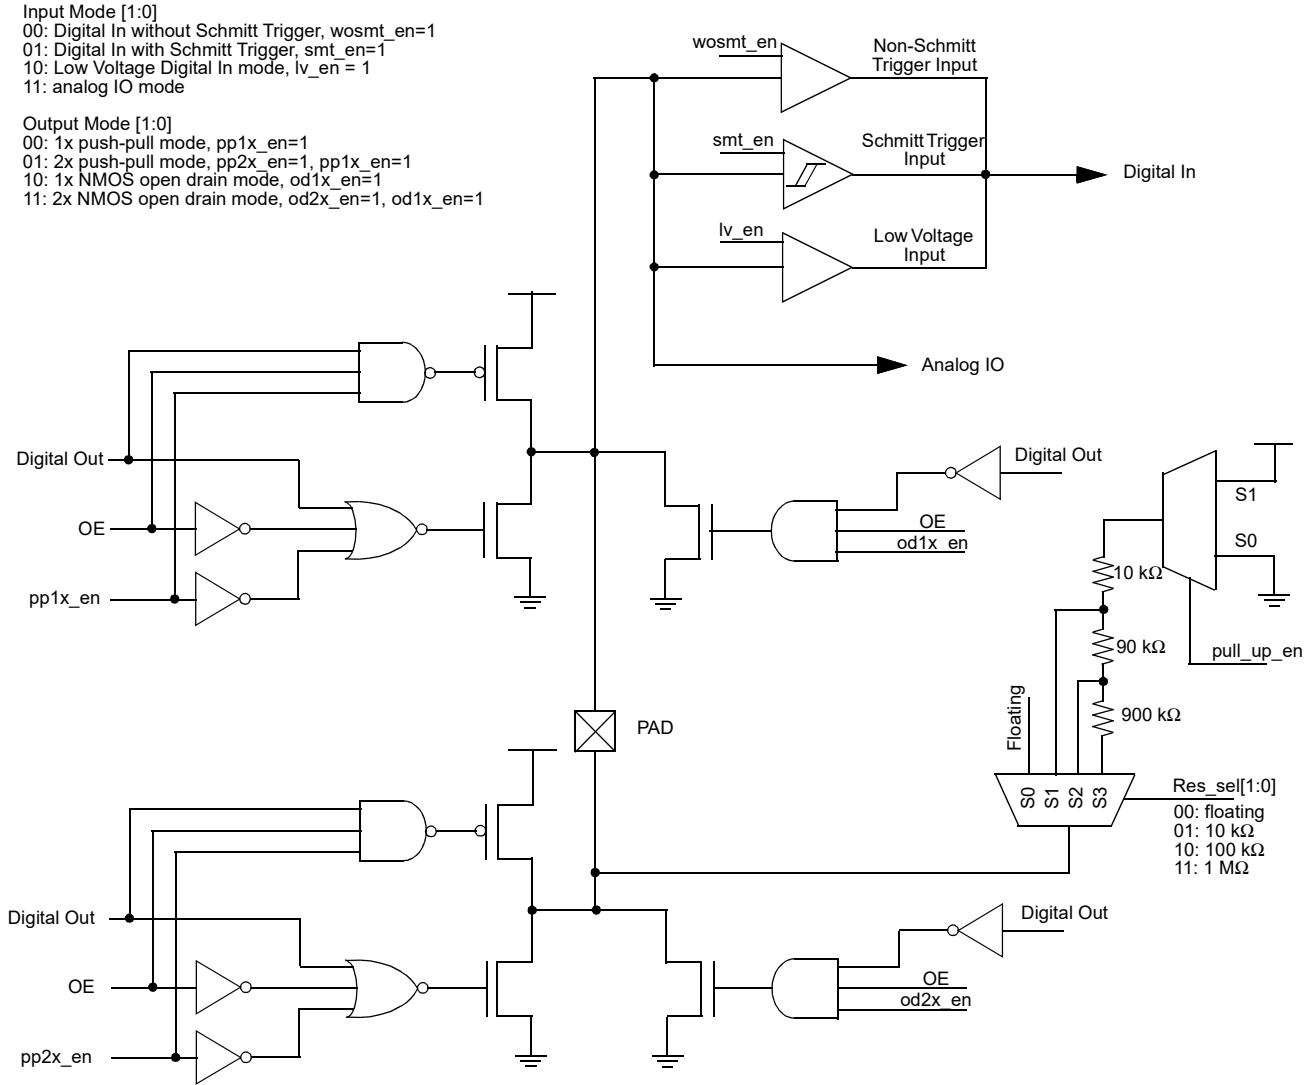 Input Mode [1:0]
00: Digital In without Schmitt Trigger, wosmt_en=1
01: Digital In with Schmitt Trigger, smt_en=1
10: Low Voltage Digital In mode, lv_en = 1
11: analog IO mode
Output Mode [1:0]
00: 1x push-pull mode, pp1x_en=1
01: 2x push-pull mode, pp2x_en=1, pp1x_en=1
10: 1x NMOS open drain mode, od1x_en=1
11: 2x NMOS open drain mode, od2x_en=1, od1x_en=1
wosmt_en
Non-Schmitt
Trigger Input
smt_en
Schmitt Trigger
Input
Digital In
lv_en
Low Voltage
Input
Analog IO
Digital Out
OE
pp1x_en
Digital Out
OE
od1x_en
S1
S0
10 kΩ
90 kΩ
900 kΩ
pull_up_en
Floating
PAD
S0
S1
S2
S3
Res_sel[1:0]
00: floating
01: 10 kΩ
10: 100 kΩ
11: 1 MΩ
Digital Out
OE
pp2x_en
Digital Out
OE
od2x_en